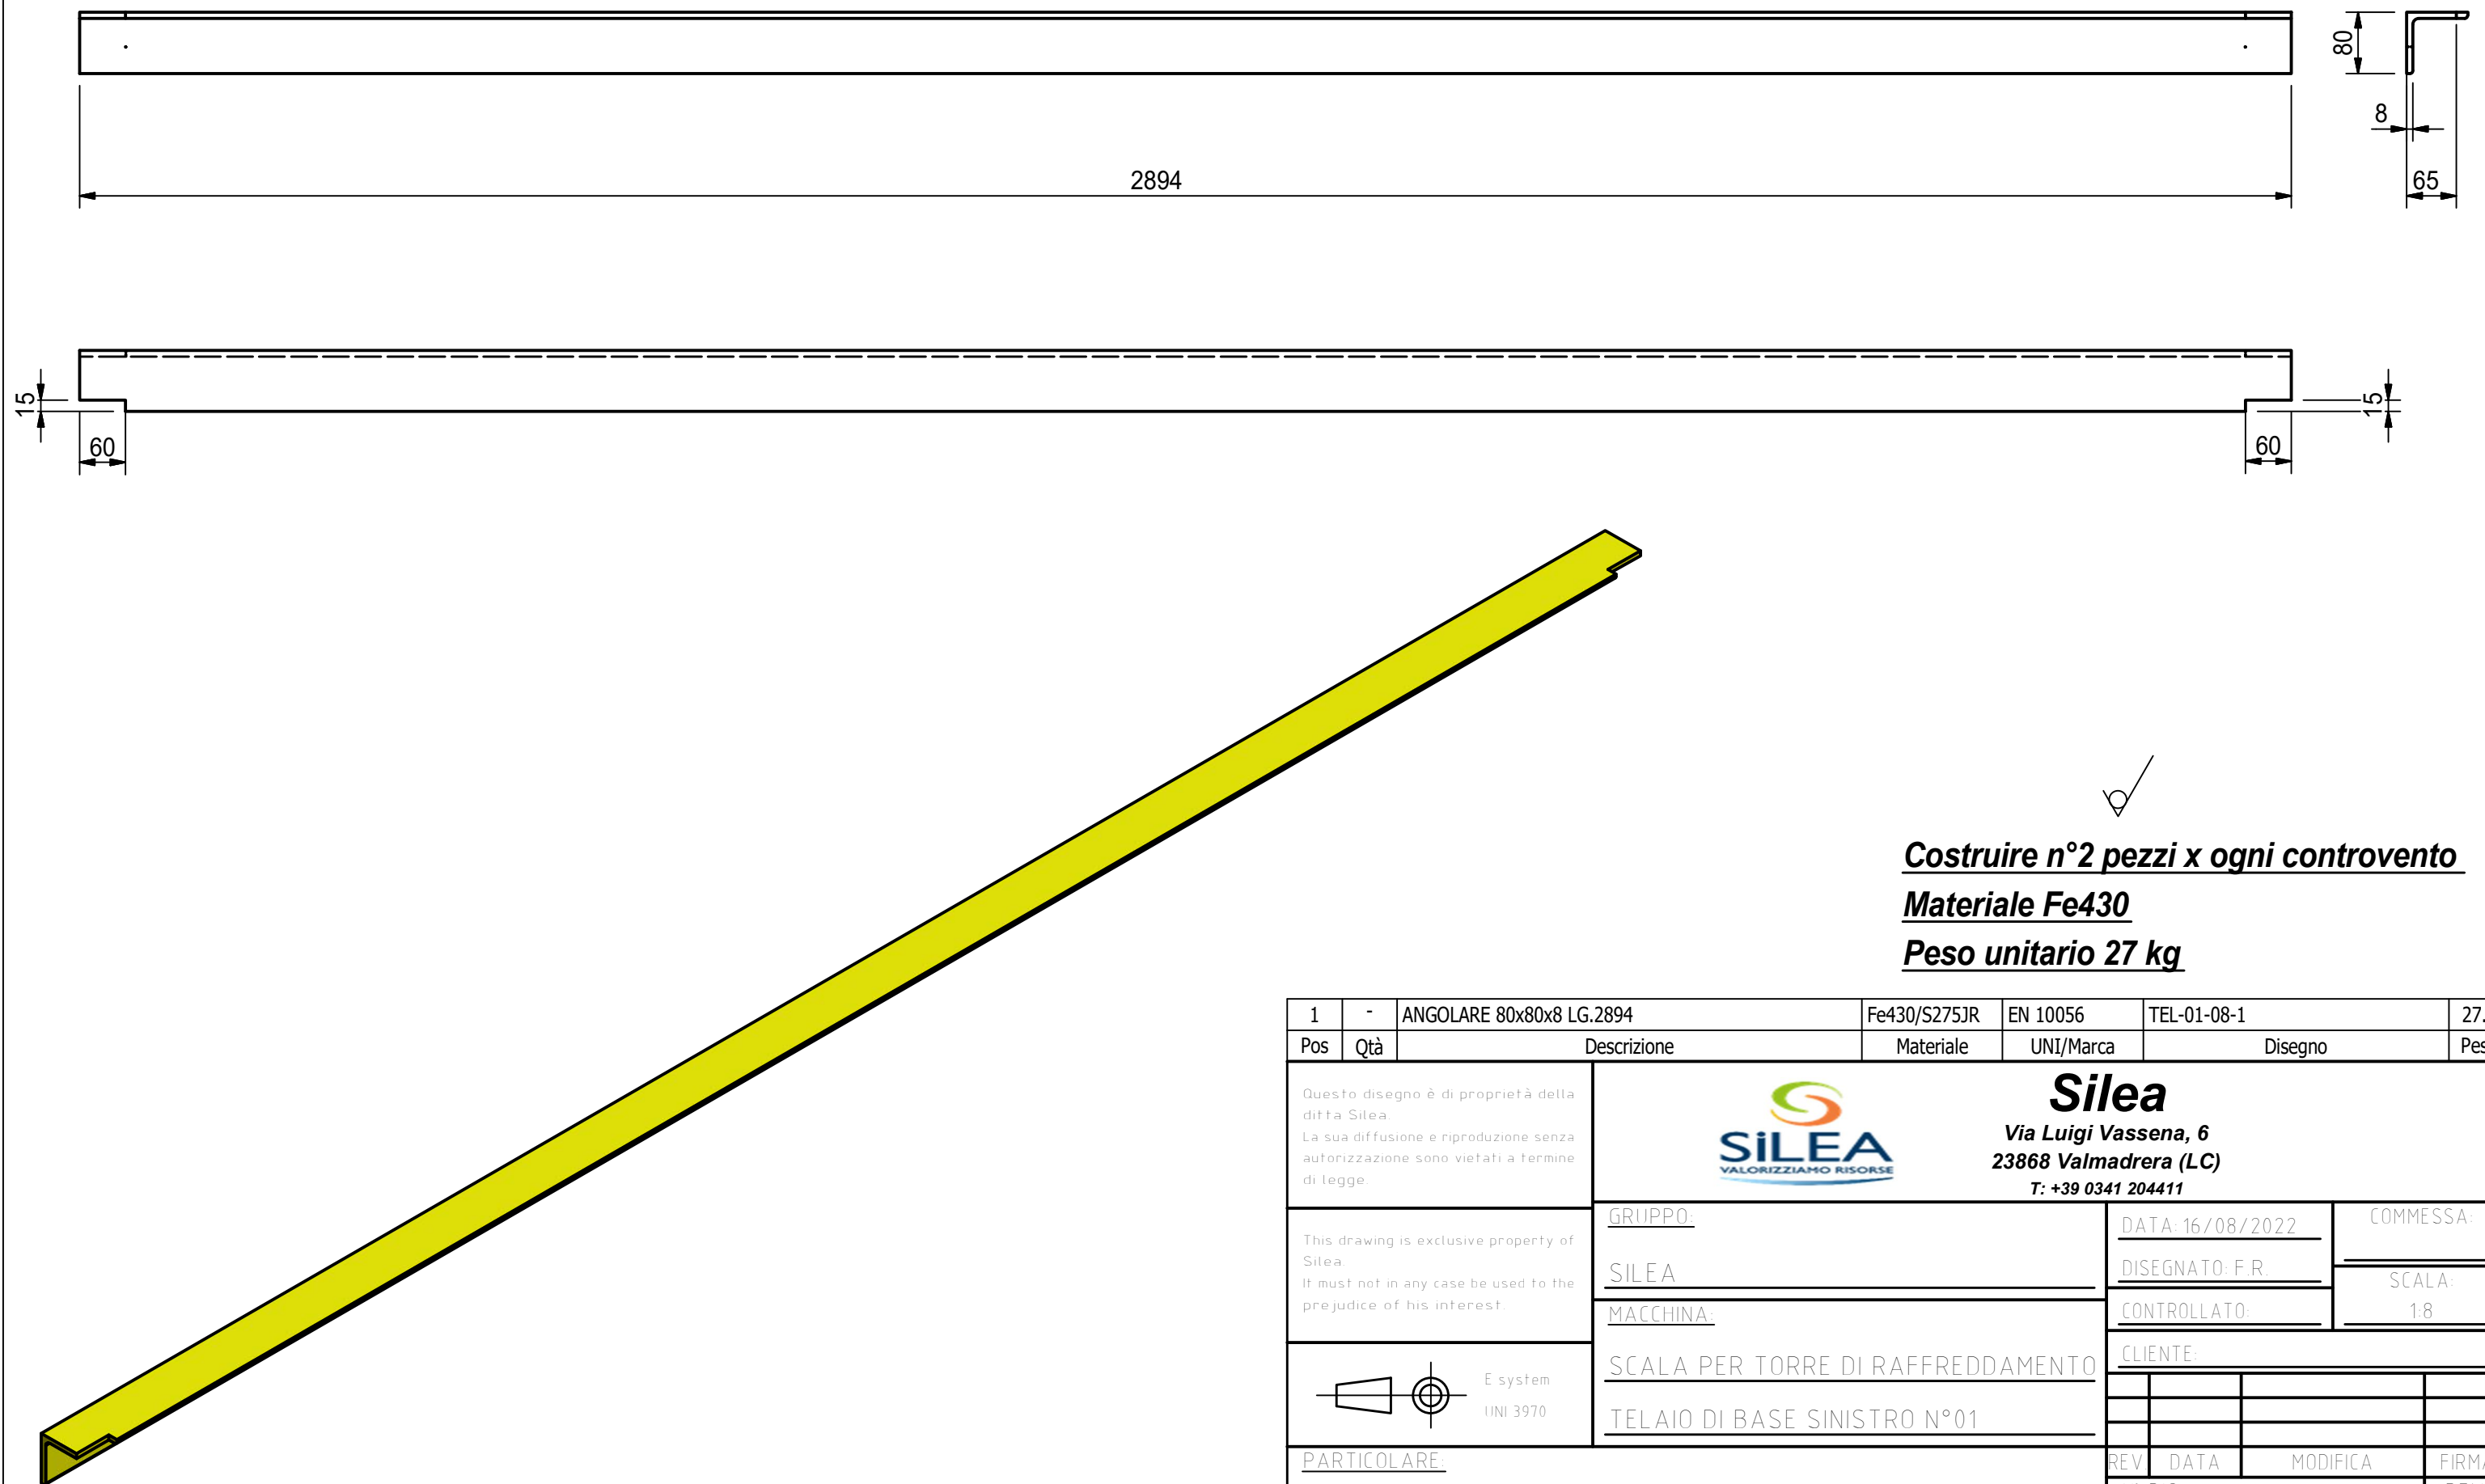 80
8
2894
65
15
60
15
60
Costruire n°2 pezzi x ogni controvento
Materiale Fe430
Peso unitario 27 kg
1 - ANGOLARE 80x80x8 LG.2894 Fe430/S275JR EN 10056 TEL-01-08-1 27.
Pos Qtà Descrizione Materiale UNI/Marca Disegno Pes
Questo disegno è di proprietà della
ditta Silea.
La sua diffusione e riproduzione senza
autorizzazione sono vietati a termine
di legge.
SiLEA
VALORIZZIAMO RISORSE
Silea
Via Luigi Vassena, 6
23868 Valmadrera (LC)
T: +39 0341 204411
This drawing is exclusive property of
Silea.
It must not in any case be used to the
prejudice of his interest.
GRUPPO:
SILEA
DATA: 16/08/2022
COMMESSA:
DISEGNATO: F.R.
SCALA:
1:8
CONTROLLATO:
MACCHINA:
SCALA PER TORRE DI RAFFREDDAMENTO
TELAIO DI BASE SINISTRO N°01
CLIENTE:
E system
UNI 3970
PARTICOLARE:
REV DATA MODIFICA FIRMA